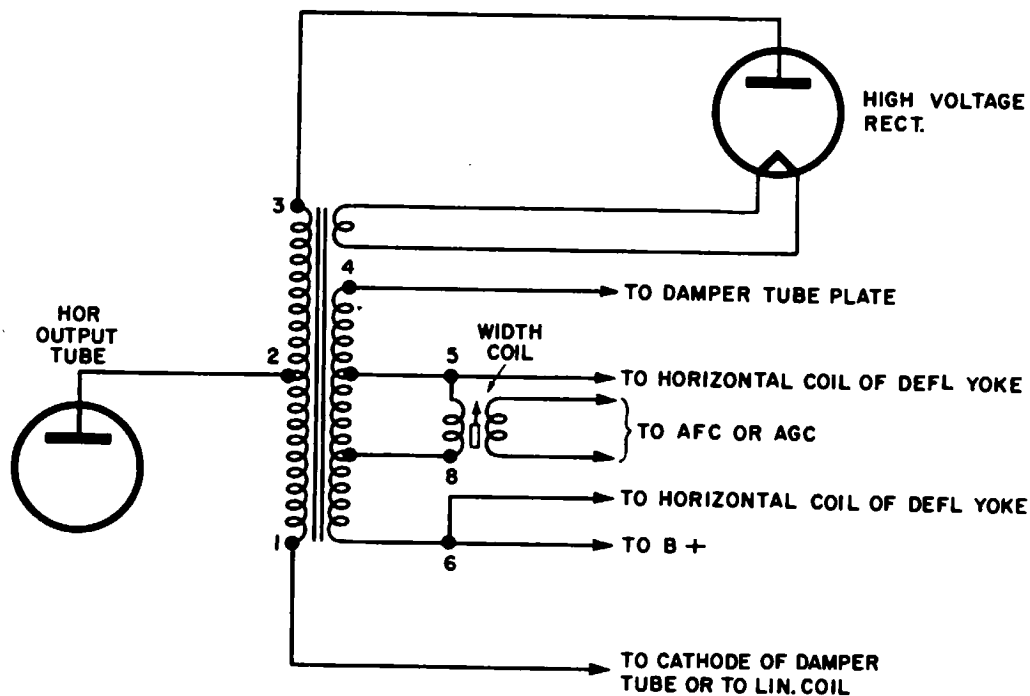 HIGH VOLTAGE
RECT.
3
4
TO DAMPER TUBE PLATE
HOR
OUTPUT
TUBE
2
WIDTH
COIL
5
TO HORIZONTAL COIL OF DEFL YOKE
TO AFC OR AGC
8
TO HORIZONTAL COIL OF DEFL YOKE
1
6
TO B +
TO CATHODE OF DAMPER
TUBE OR TO LIN. COIL